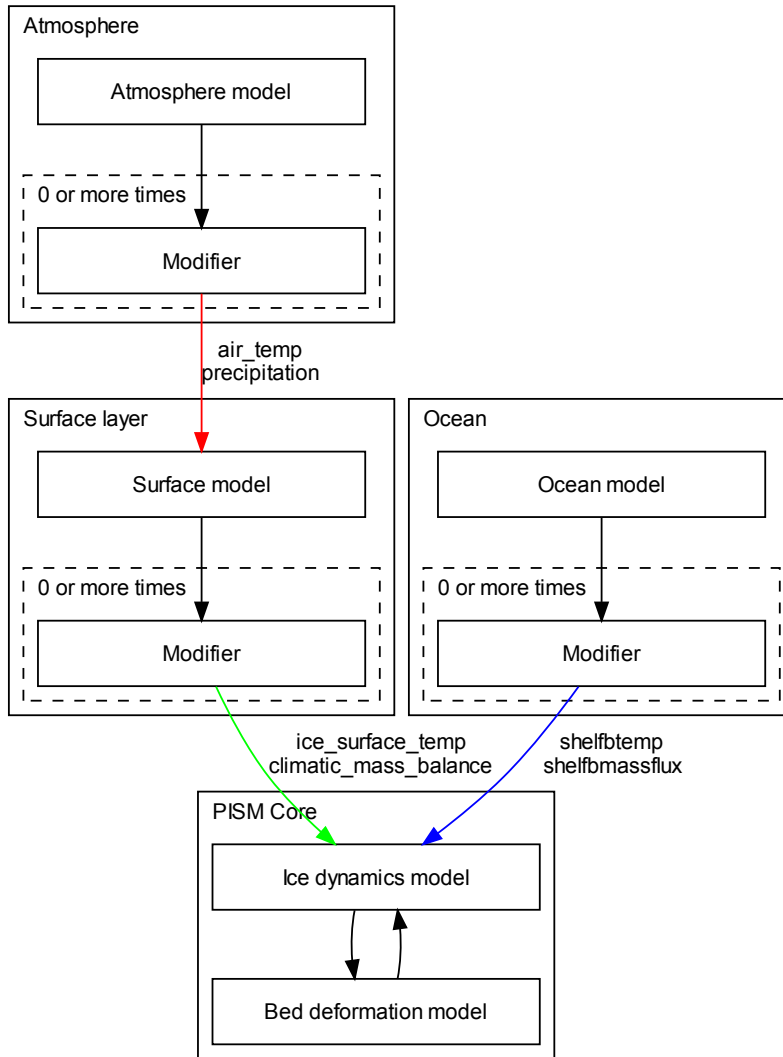 Atmosphere
Atmosphere model
0 or more times
Modifier
air_temp
precipitation
Surface layer
Surface model
0 or more times
Modifier
Ocean
Ocean model
0 or more times
Modifier
ice_surface_temp
climatic_mass_balance
shelfbtemp
shelfbmassflux
PISM Core
Ice dynamics model
Bed deformation model